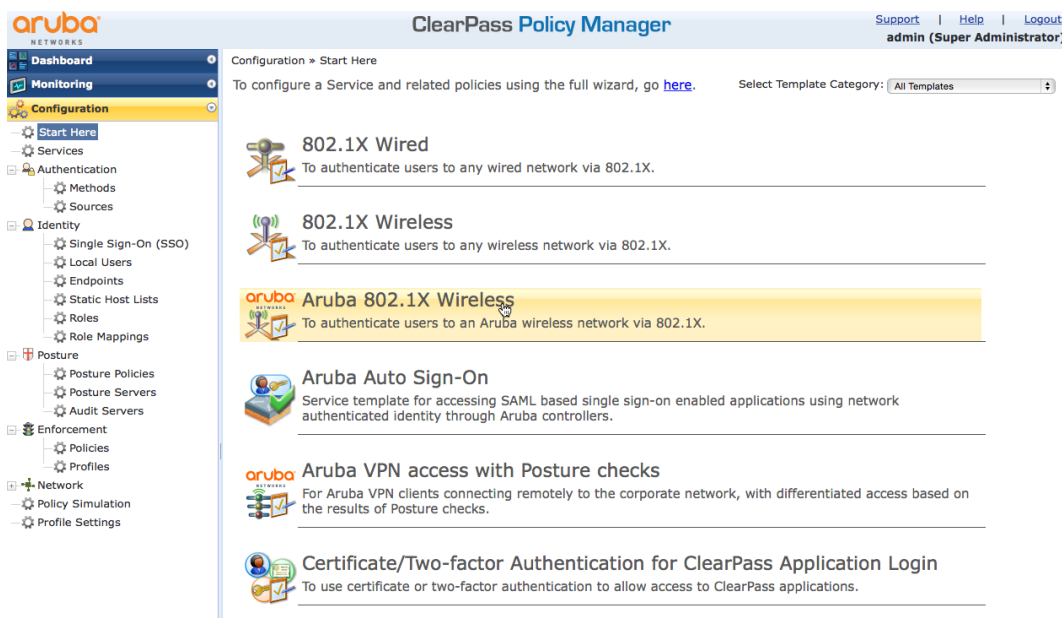 aruba
NETWORKS
ClearPass Policy Manager
Support | Help | Logout
admin (Super Administrator)
Dashboard
Monitoring
Configuration
Start Here
Services
Authentication
Methods
Sources
Identity
Single Sign-On (SSO)
Local Users
Endpoints
Static Host Lists
Roles
Role Mappings
Posture
Posture Policies
Posture Servers
Audit Servers
Enforcement
Policies
Profiles
Network
Policy Simulation
Profile Settings
Configuration » Start Here
To configure a Service and related policies using the full wizard, go here.
Select Template Category: All Templates
802.1X Wired
To authenticate users to any wired network via 802.1X.
802.1X Wireless
To authenticate users to any wireless network via 802.1X.
aruba
NETWORKS
Aruba 802.1X Wireless
To authenticate users to an Aruba wireless network via 802.1X.
Aruba Auto Sign-On
Service template for accessing SAML based single sign-on enabled applications using network
authenticated identity through Aruba controllers.
aruba
NETWORKS
Aruba VPN access with Posture checks
For Aruba VPN clients connecting remotely to the corporate network, with differentiated access based on
the results of Posture checks.
Certificate/Two-factor Authentication for ClearPass Application Login
To use certificate or two-factor authentication to allow access to ClearPass applications.